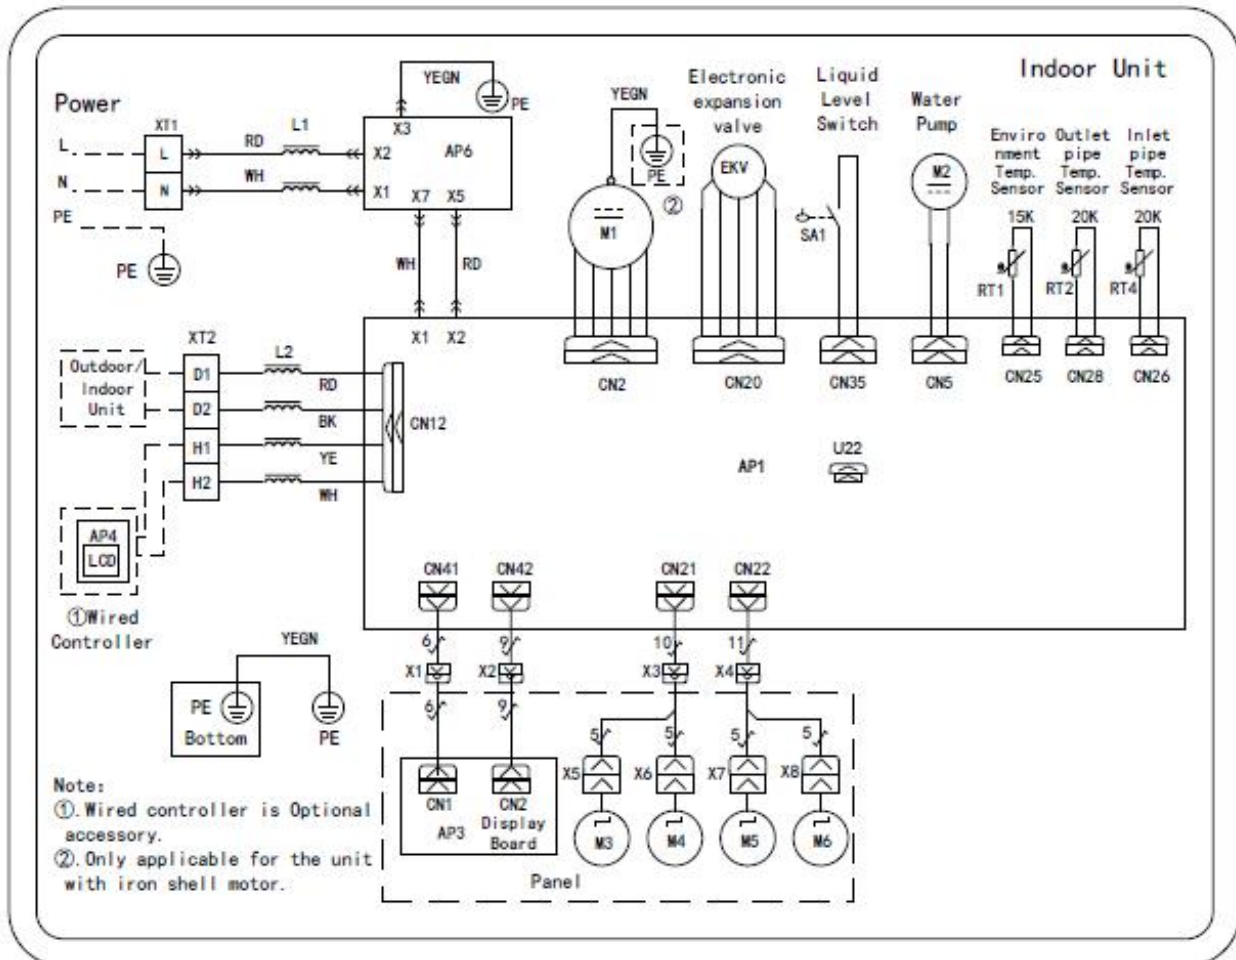 Indoor Unit
Power
L
N
PE
PE
XT1
L
N
RD
WH
L1
YEGN
PE
X3
X2
AP6
X1
X7
X5
WH
RD
X1
X2
YEGN
PE
②
M1
Electronic
expansion
valve
EKV
Liquid
Level
Switch
SA1
Water
Pump
M2
Enviro
nment
Temp.
Sensor
15K
RT1
Outlet
pipe
Temp.
Sensor
20K
RT2
Inlet
pipe
Temp.
Sensor
20K
RT4
CN2
CN20
CN35
CN5
CN25
CN28
CN26
Outdoor/
Indoor
Unit
XT2
D1
D2
H1
H2
L2
RD
BK
YE
WH
CN12
AP1
U22
AP4
LCD
①Wired
Controller
CN41
CN42
CN21
CN22
6
9
10
11
X1
X2
X3
X4
6
9
5
5
5
5
X5
X6
X7
X8
YEGN
PE
Bottom
PE
CN1
CN2
AP3
Display
Board
M3
M4
M5
M6
Panel
Note:
①.Wired controller is Optional
accessory.
②.Only applicable for the unit
with iron shell motor.